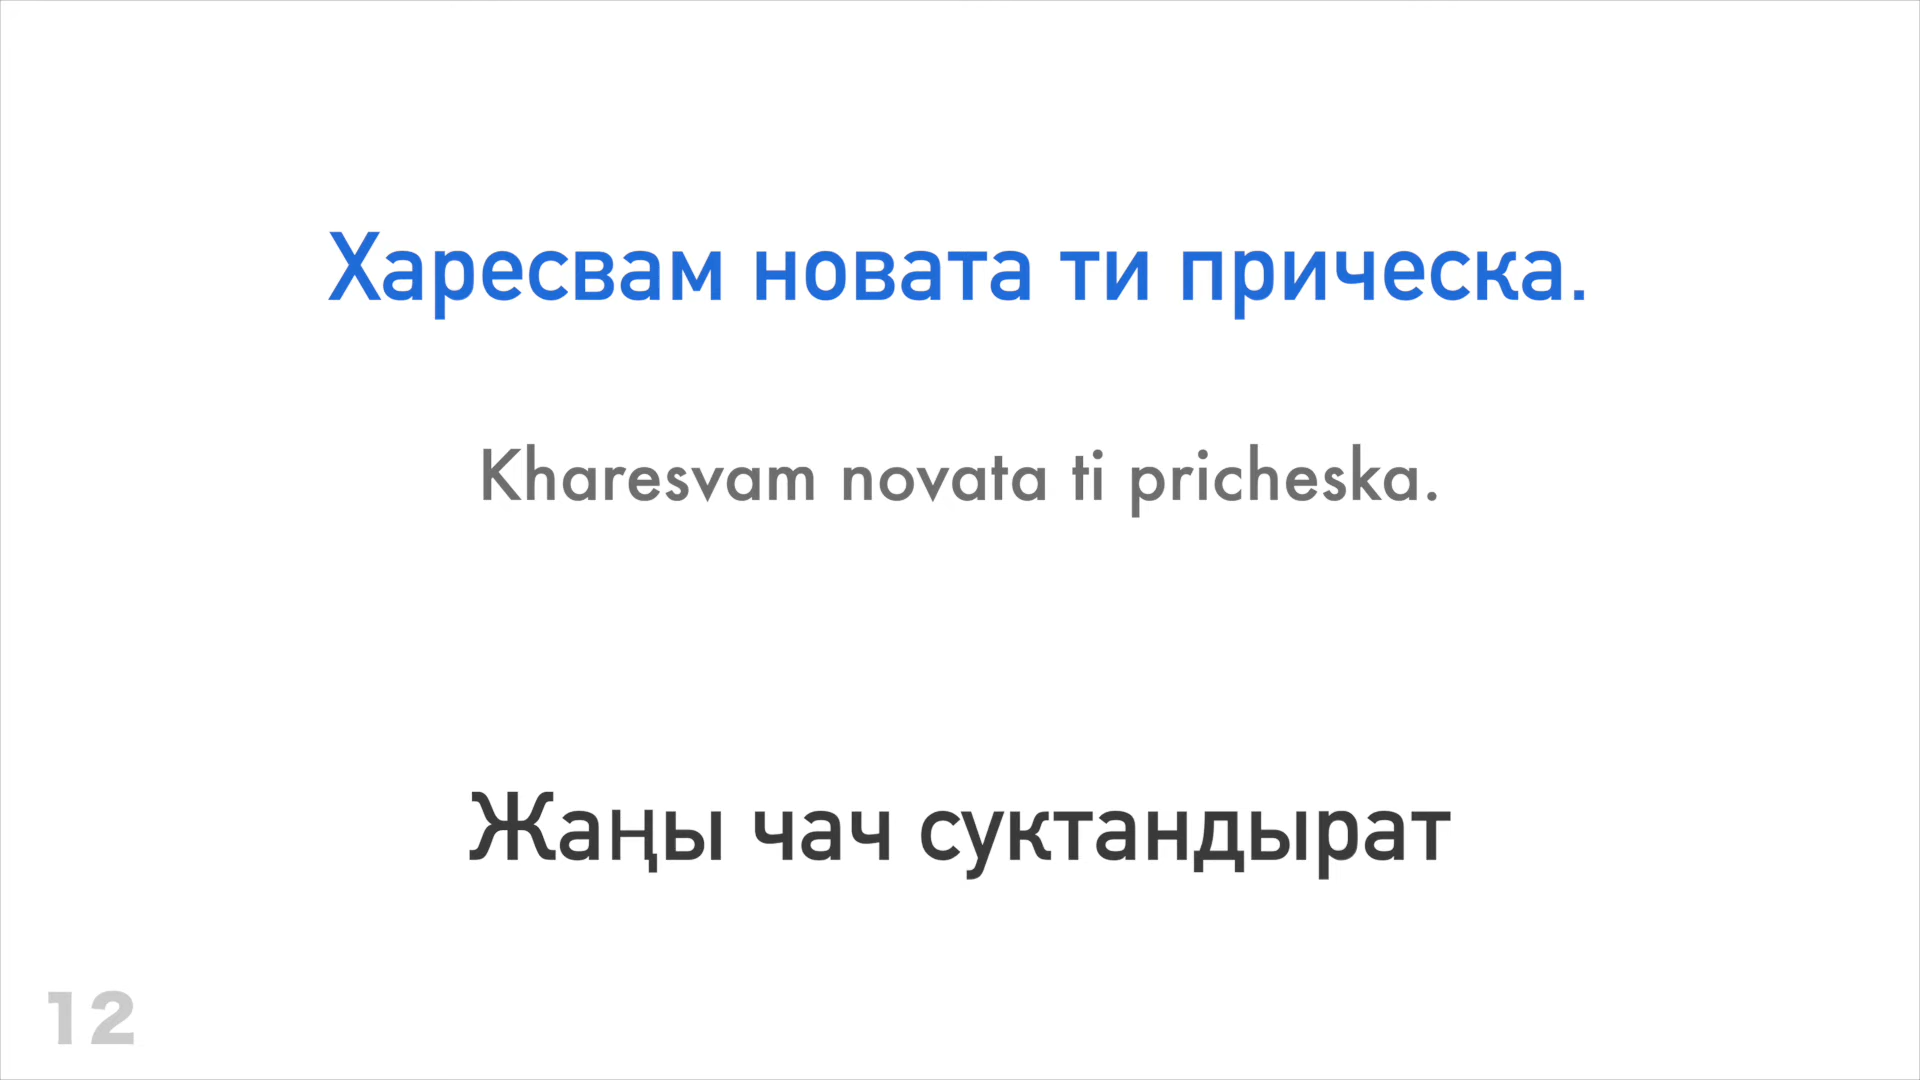 Харесвам новата ти прическа.
Kharesvam novata ti pricheska.
Жаңы чач суктандырат
12